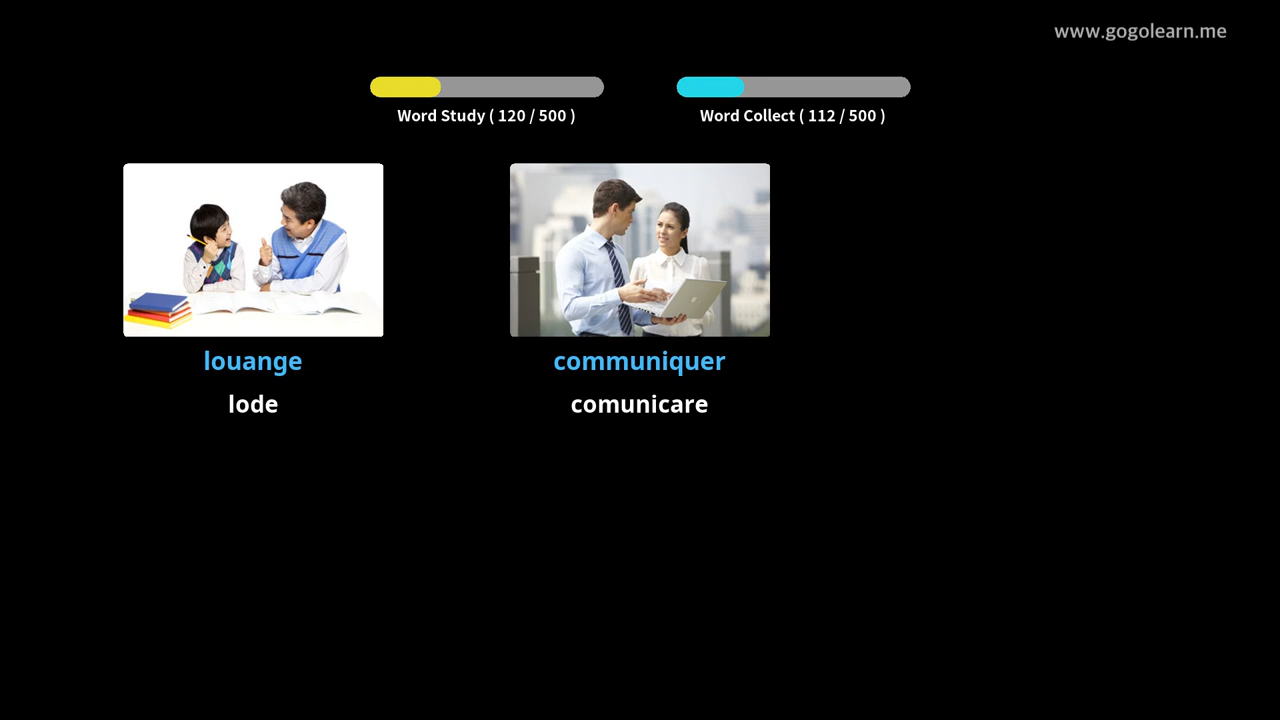 www.gogolearn.me
Word Study ( 120 / 500 )
Word Collect ( 112 / 500 )
louange
lode
communiquer
comunicare